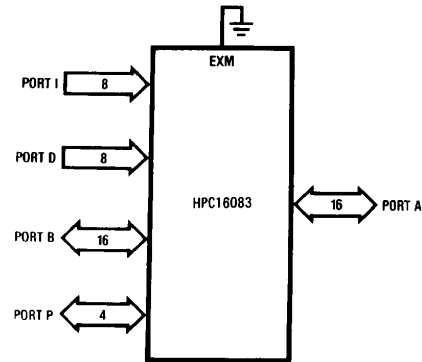 EXM
PORT I
8
PORT D
8
HPC16083
16
PORT A
PORT B
16
PORT P
4